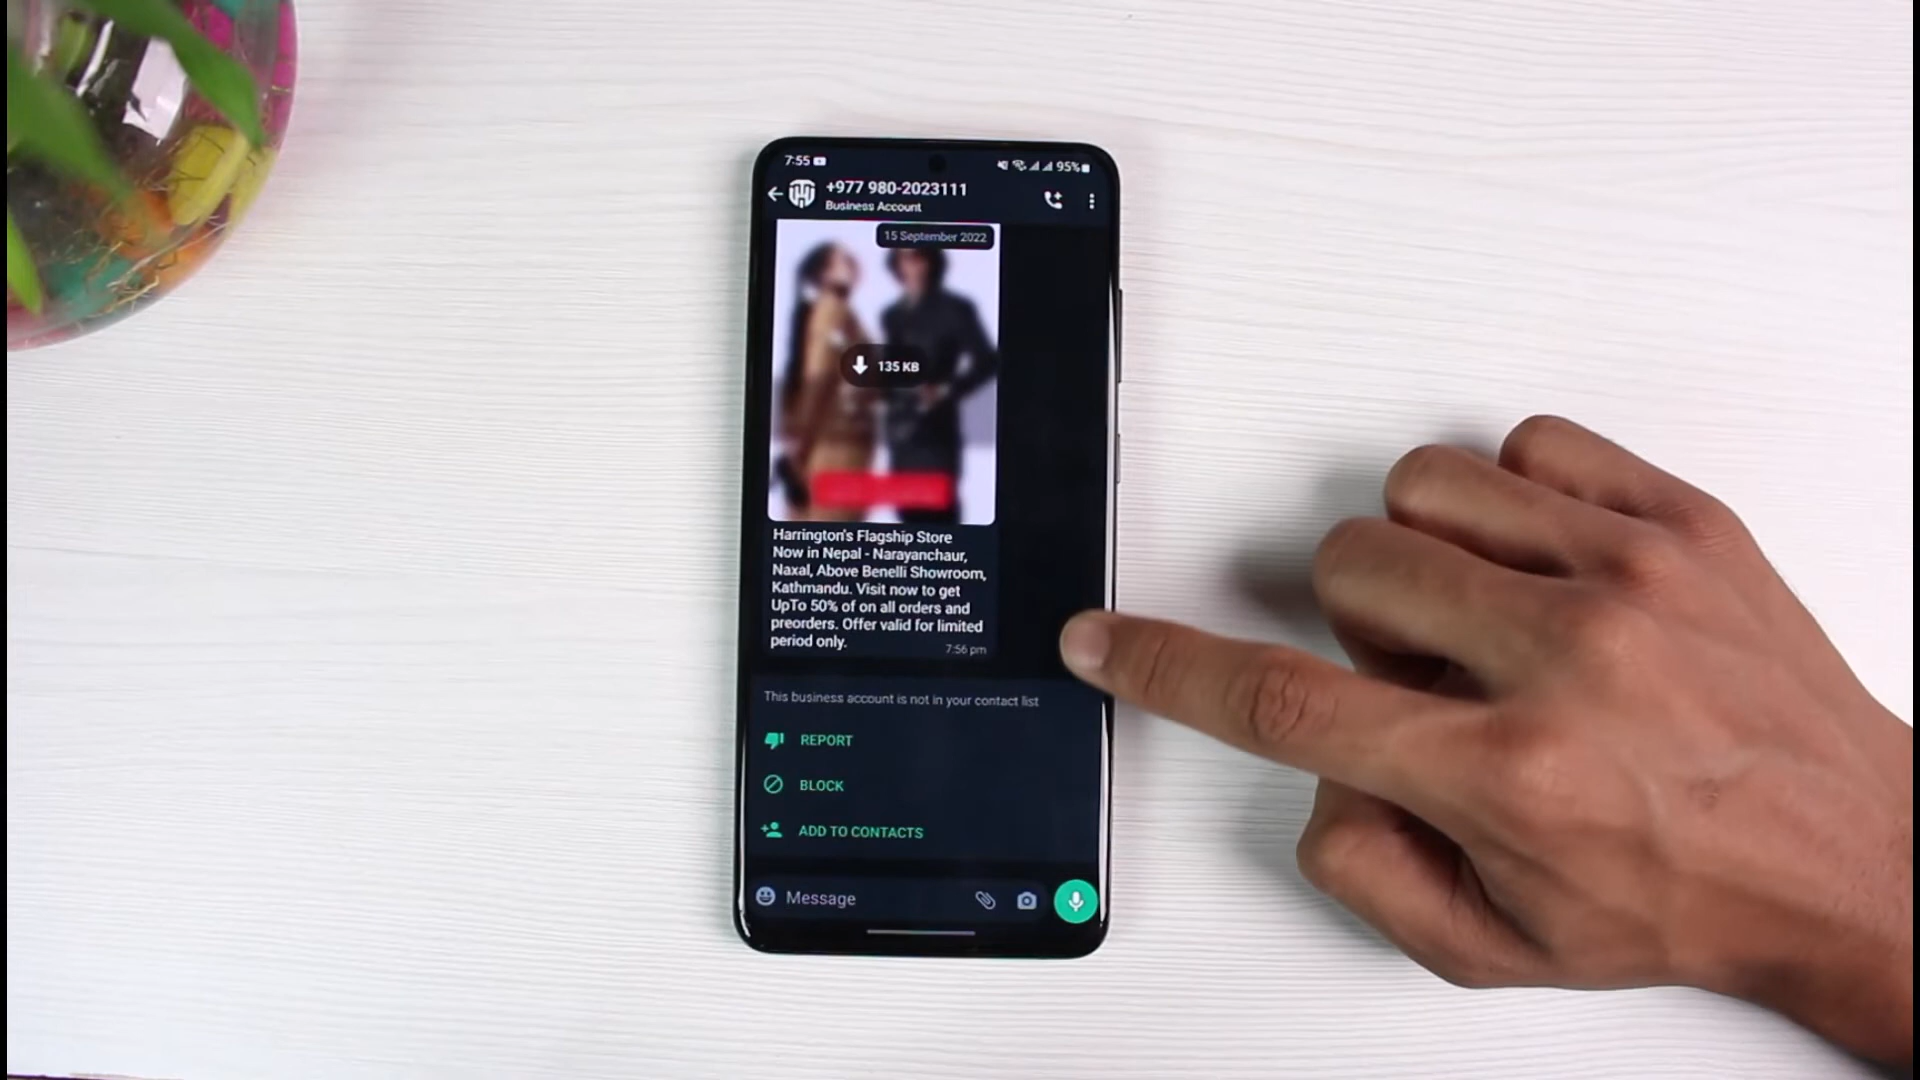 7:55
95%
+977 980-2023111
Business Account
15 September 2022
135 KB
Harrington's Flagship Store
Now in Nepal - Narayanchaur,
Naxal, Above Benelli Showroom,
Kathmandu. Visit now to get
UpTo 50% of on all orders and
preorders. Offer valid for limited
period only.
7:56 pm
This business account is not in your contact list
REPORT
BLOCK
ADD TO CONTACTS
Message